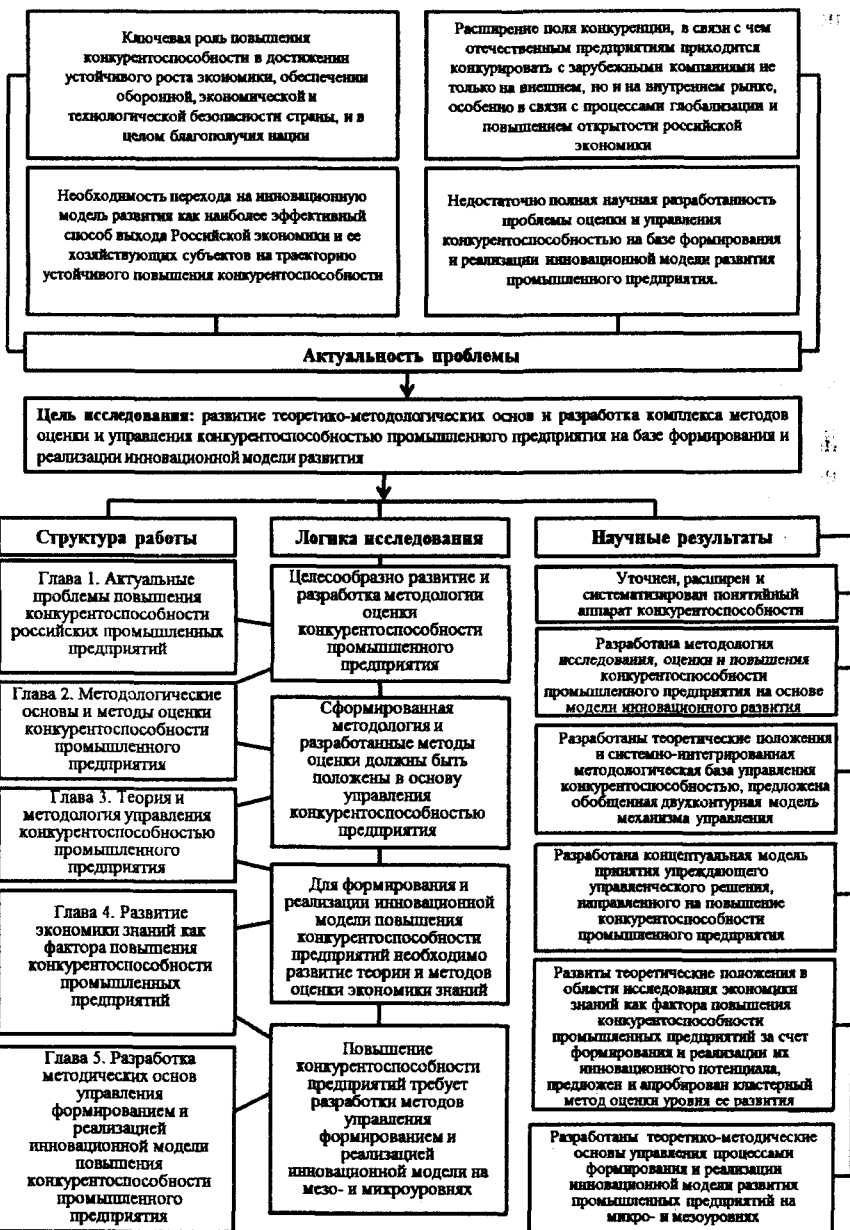 Ключевая роль повышения
конкурентоспособности в достижении
устойчивого роста экономики, обеспечении
оборонной, экономической и
технологической безопасности страны, и в
целом благополучия нации
Расширение поля конкуренции, в связи с чем
отечественным предприятиям приходится
конкурировать с зарубежными компаниями не
только на внешнем, но и на внутреннем рынке,
особенно в связи с процессами глобализации и
повышением открытости российской
экономики
Необходимость перехода на инновационную
модель развития как наиболее эффективный
способ выхода Российской экономики и ее
хозяйствующих субъектов на траекторию
устойчивого повышения конкурентоспособности
Недостаточно полная научная разработанность
проблемы оценки и управления
конкурентоспособностью на базе формирования
и реализации инновационной модели развития
промышленного предприятия.
Актуальность проблемы
Цель исследования: развитие теоретико-методологических основ и разработка комплекса методов
оценки и управления конкурентоспособностью промышленного предприятия на базе формирования и
реализации инновационной модели развития
Структура работы
Глава 1. Актуальные
проблемы повышения
конкурентоспособности
российских промышленных
предприятий
Глава 2. Методологические
основы и методы оценки
конкурентоспособности
промышленного
предприятия
Глава 3. Теория и
методология управления
конкурентоспособностью
промышленного
предприятия
Глава 4. Развитие
экономики знаний как
фактора повышения
конкурентоспособности
промышленных
предприятий
Глава 5. Разработка
методических основ
управления
формированием и
реализацией
инновационной модели
повышения
конкурентоспособности
промышленного
предприятия
Логика исследования
Целесообразно развитие и
разработка методологии
оценки
конкурентоспособности
промышленного
предприятия
Сформированная
методология и
разработанные методы
оценки должны быть
положены в основу
управления
конкурентоспособностью
предприятия
Для формирования и
реализации инновационной
модели повышения
конкурентоспособности
предприятий необходимо
развитие теории и методов
оценки экономики знаний
Повышение
конкурентоспособности
предприятий требует
разработки методов
управления
формированием и
реализацией
инновационной модели на
мезо- и микроуровнях
Научные результаты
Уточнен, расширен и
систематизирован понятийный
аппарат конкурентоспособности
Разработана методология
исследования, оценки и повышения
конкурентоспособности
промышленного предприятия на основе
модели инновационного развития
Разработаны теоретические положения
и системно-интегрированная
методологическая база управления
конкурентоспособностью, предложена
обобщенная двухконтурная модель
механизма управления
Разработана концептуальная модель
принятия упреждающего
управленческого решения,
направленного на повышение
конкурентоспособности
промышленного предприятия
Развиты теоретические положения в
области исследования экономики
знаний как фактора повышения
конкурентоспособности
промышленных предприятий за счет
формирования и реализации их
инновационного потенциала,
предложен и апробирован кластерный
метод оценки уровня ее развития
Разработаны теоретико-методические
основы управления процессами
формирования и реализации
инновационной модели развития
промышленных предприятий на
микро- и мезоуровнях